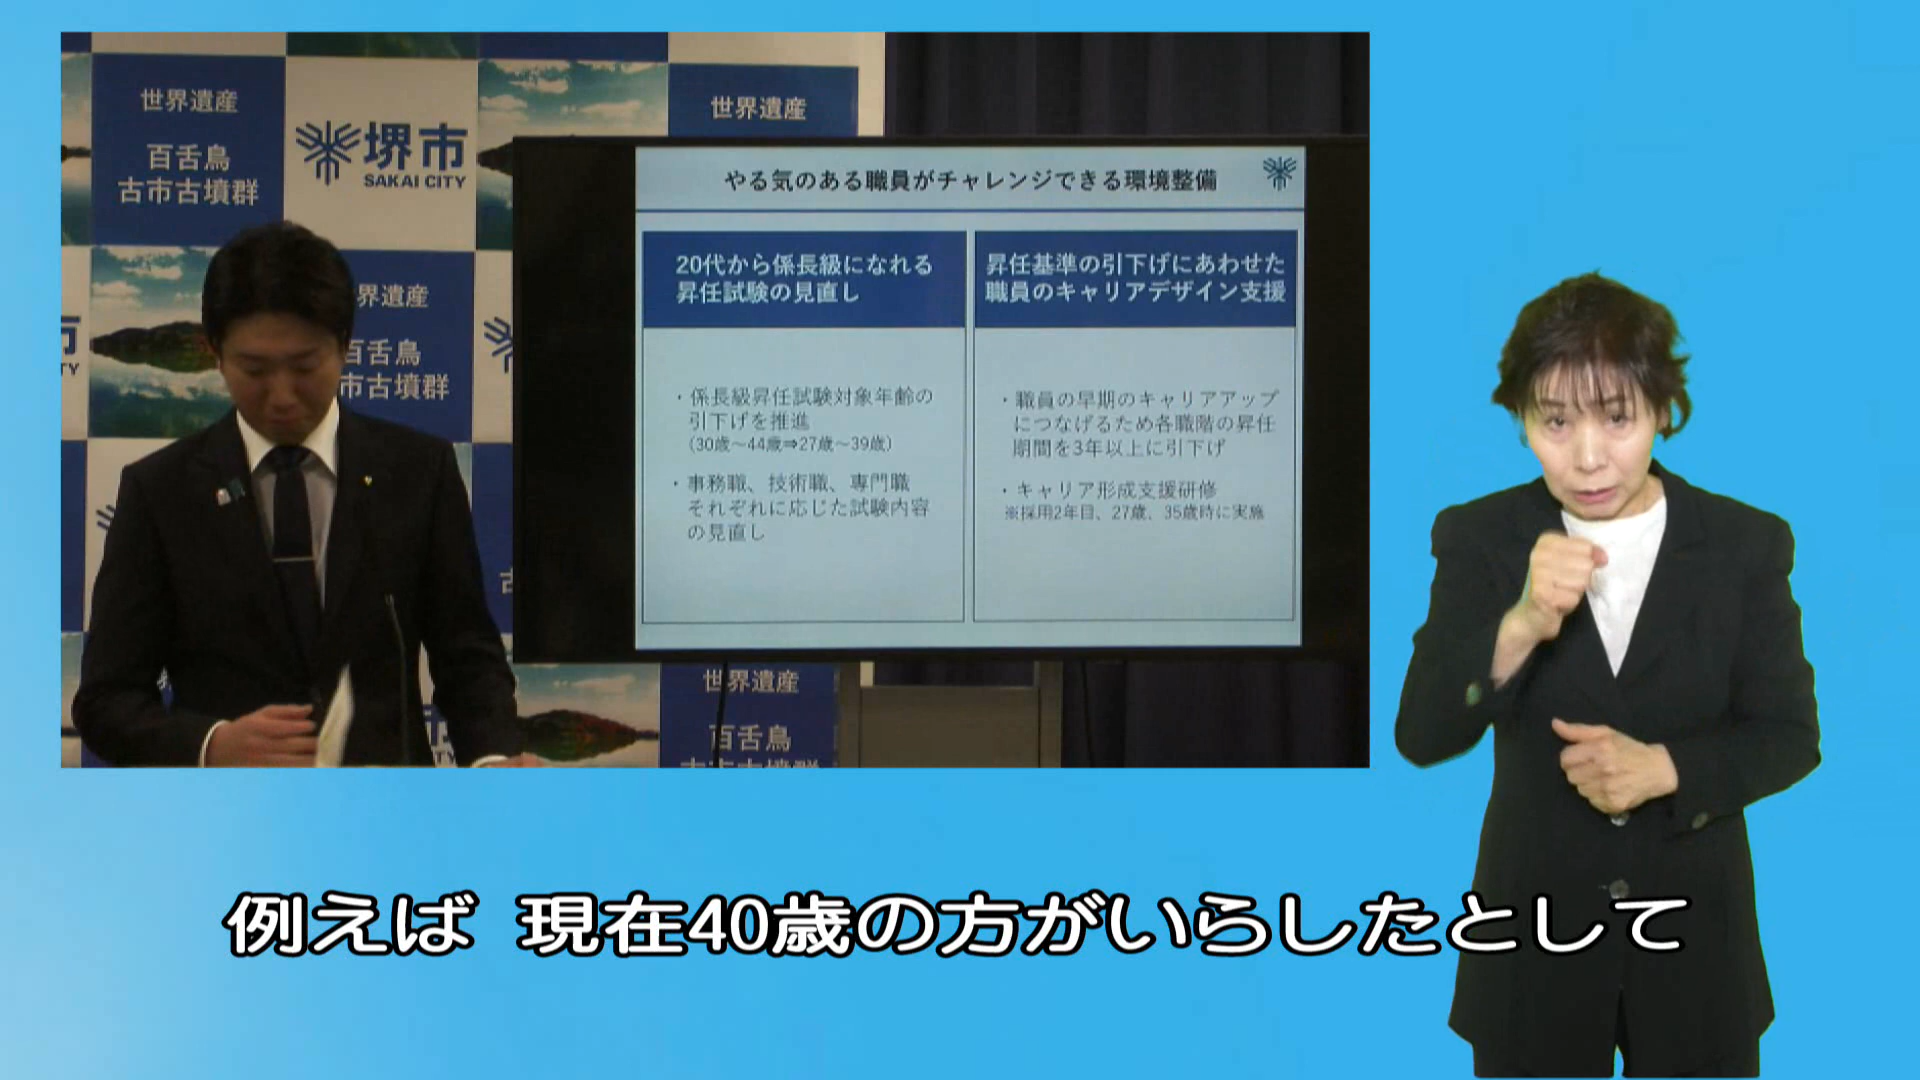 世界遺産
百舌鳥
古市古墳群
堺市
SAKAI CITY
世界遺産
界遺産
百舌鳥
市古墳群
世界遺産
百舌鳥
やる気のある職員がチャレンジできる環境整備
20代から係長級になれる
昇任試験の見直し
・係長級昇任試験対象年齢の
引下げを推進
（30歳～44歳⇒27歳～39歳）
・事務職、技術職、専門職
それぞれに応じた試験内容
の見直し
昇任基準の引下げにあわせた
職員のキャリアデザイン支援
・職員の早期のキャリアアップ
につなげるため各職階の昇任
期間を3年以上に引下げ
・キャリア形成支援研修
※採用2年目、27歳、35歳時に実施
例えば 現在40歳の方がいらしたとして